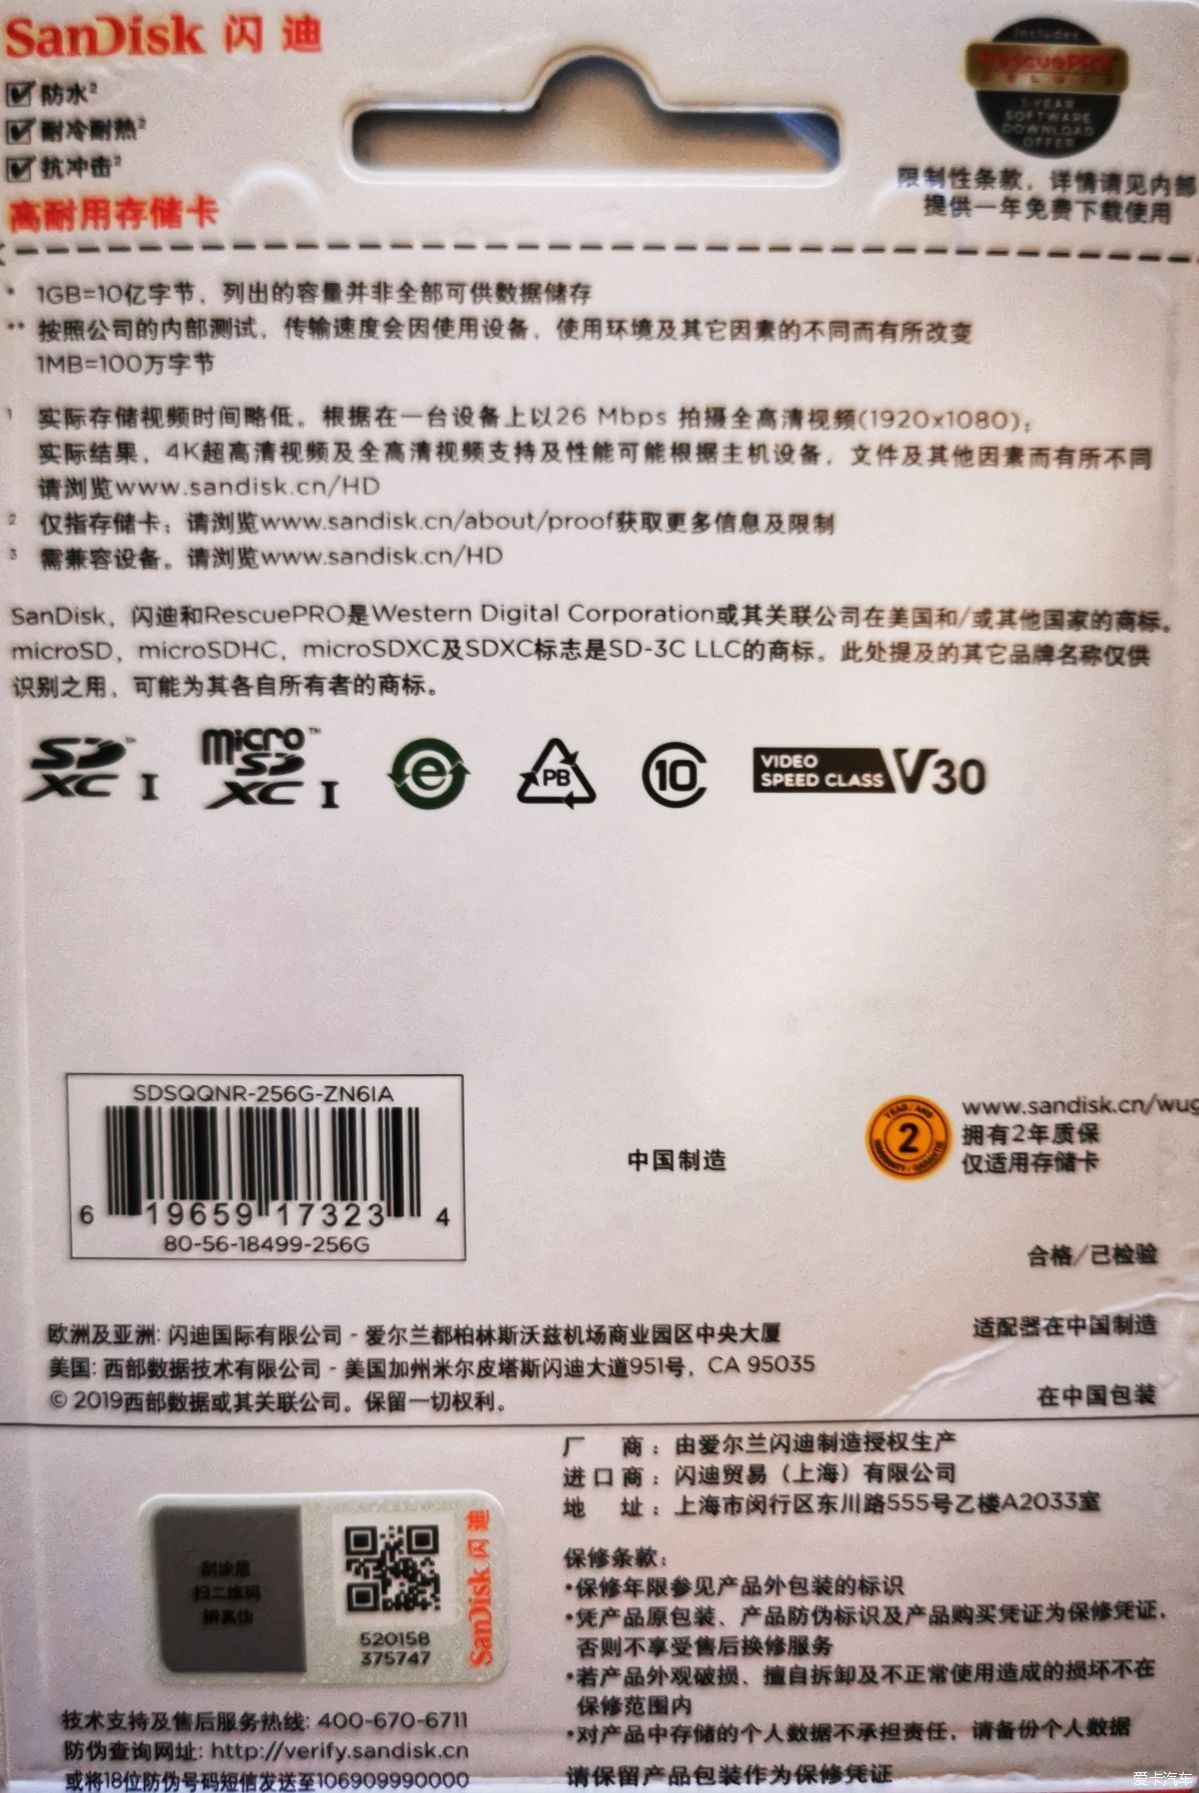 SanDisk 闪迪
防水²
耐冷耐热²
抗冲击²
高耐用存储卡
Includes
RescuePRO
DELUXE
1-YEAR
SOFTWARE
DOWNLOAD
OFFER
限制性条款，详情请见内部
提供一年免费下载使用
* 1GB=10亿字节，列出的容量并非全部可供数据储存
** 按照公司的内部测试，传输速度会因使用设备，使用环境及其它因素的不同而有所改变
1MB=100万字节
1 实际存储视频时间略低。根据在一台设备上以26 Mbps 拍摄全高清视频(1920x1080)；
实际结果，4K超高清视频及全高清视频支持及性能可能根据主机设备，文件及其他因素而有所不同
请浏览www.sandisk.cn/HD
2 仅指存储卡；请浏览www.sandisk.cn/about/proof获取更多信息及限制
3 需兼容设备。请浏览www.sandisk.cn/HD
SanDisk，闪迪和RescuePRO是Western Digital Corporation或其关联公司在美国和/或其他国家的商标。
microSD，microSDHC，microSDXC及SDXC标志是SD-3C LLC的商标。此处提及的其它品牌名称仅供
识别之用，可能为其各自所有者的商标。
SD XC I
micro SD XC I
e
PB
10
VIDEO SPEED CLASS V30
SDSQQNR-256G-ZN6IA
6 19659 17323 4
80-56-18499-256G
中国制造
2
www.sandisk.cn/wug
拥有2年质保
仅适用存储卡
合格/已检验
适配器在中国制造
在中国包装
欧洲及亚洲: 闪迪国际有限公司 - 爱尔兰都柏林斯沃兹机场商业园区中央大厦
美国: 西部数据技术有限公司 - 美国加州米尔皮塔斯闪迪大道951号，CA 95035
© 2019西部数据或其关联公司。保留一切权利。
厂 商：由爱尔兰闪迪制造授权生产
进口商：闪迪贸易（上海）有限公司
地 址：上海市闵行区东川路555号乙楼A2033室
刮涂层
扫二维码
辨真伪
520158
375747
SanDisk 闪迪
保修条款：
•保修年限参见产品外包装的标识
•凭产品原包装、产品防伪标识及产品购买凭证为保修凭证，
否则不享受售后换修服务
•若产品外观破损、擅自拆卸及不正常使用造成的损坏不在
保修范围内
•对产品中存储的个人数据不承担责任，请备份个人数据
请保留产品包装作为保修凭证
技术支持及售后服务热线: 400-670-6711
防伪查询网址: http://verify.sandisk.cn
或将18位防伪号码短信发送至106909990000
爱卡汽车